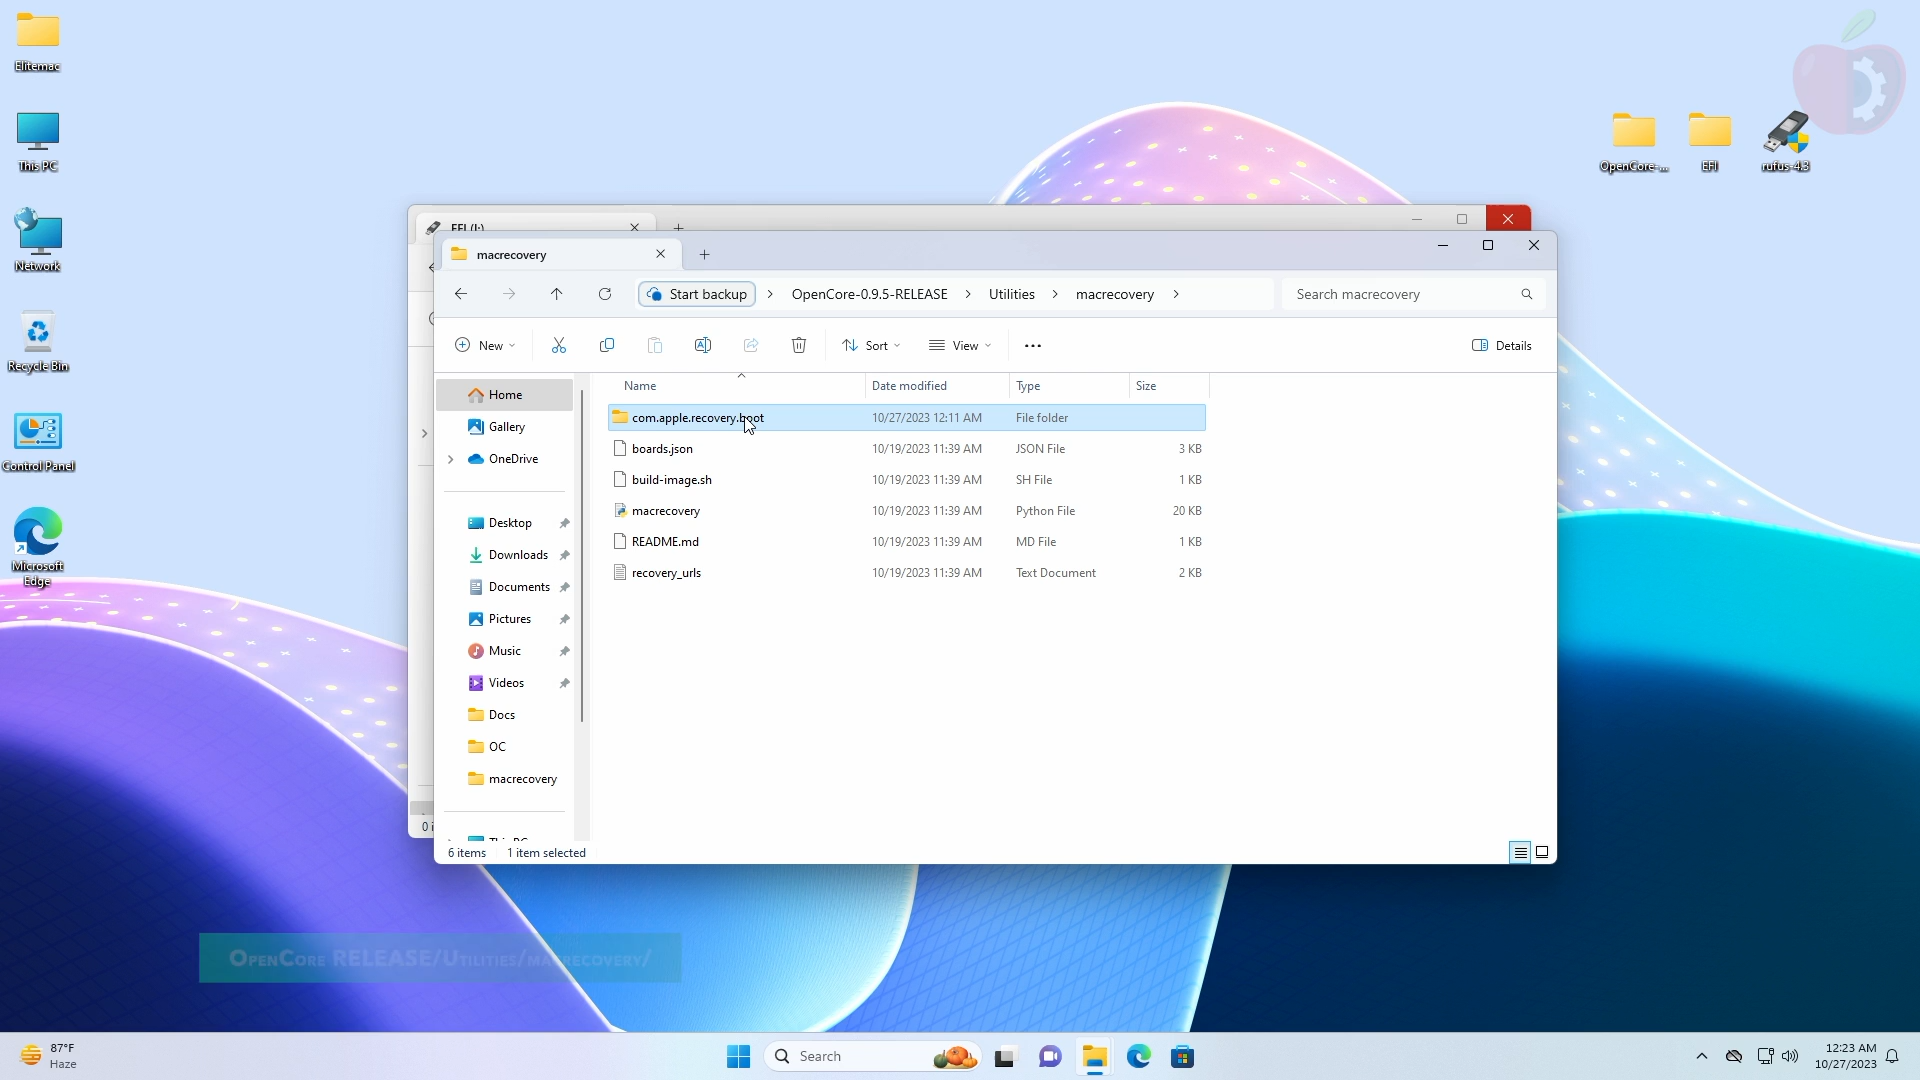 Elitemac
This PC
Network
Recycle Bin
Control Panel
Microsoft
Edge
OpenCore-...
EFI
rufus-4.3
EFI (I:)
macrecovery
Start backup
OpenCore-0.9.5-RELEASE
Utilities
macrecovery
Search macrecovery
New
Sort
View
Details
Home
Gallery
OneDrive
Desktop
Downloads
Documents
Pictures
Music
Videos
Docs
OC
macrecovery
This PC
Name Date modified Type Size
com.apple.recovery.boot 10/27/2023 12:11 AM File folder
boards.json 10/19/2023 11:39 AM JSON File 3 KB
build-image.sh 10/19/2023 11:39 AM SH File 1 KB
macrecovery 10/19/2023 11:39 AM Python File 20 KB
README.md 10/19/2023 11:39 AM MD File 1 KB
recovery_urls 10/19/2023 11:39 AM Text Document 2 KB
0 i
6 items 1 item selected
OpenCore RELEASE/Utilities/macrecovery/
87°F
Haze
Search
12:23 AM
10/27/2023